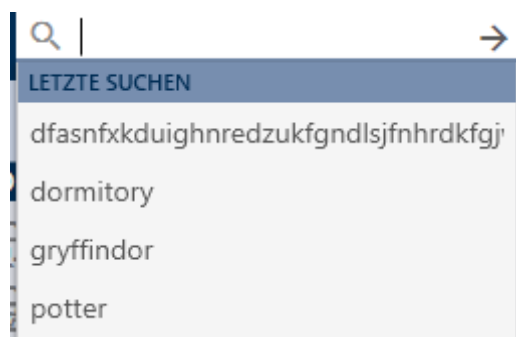 LETZTE SUCHEN
dfasnfxkduighnredzukfgndlsjfnhrdkfgj
dormitory
gryffindor
potter